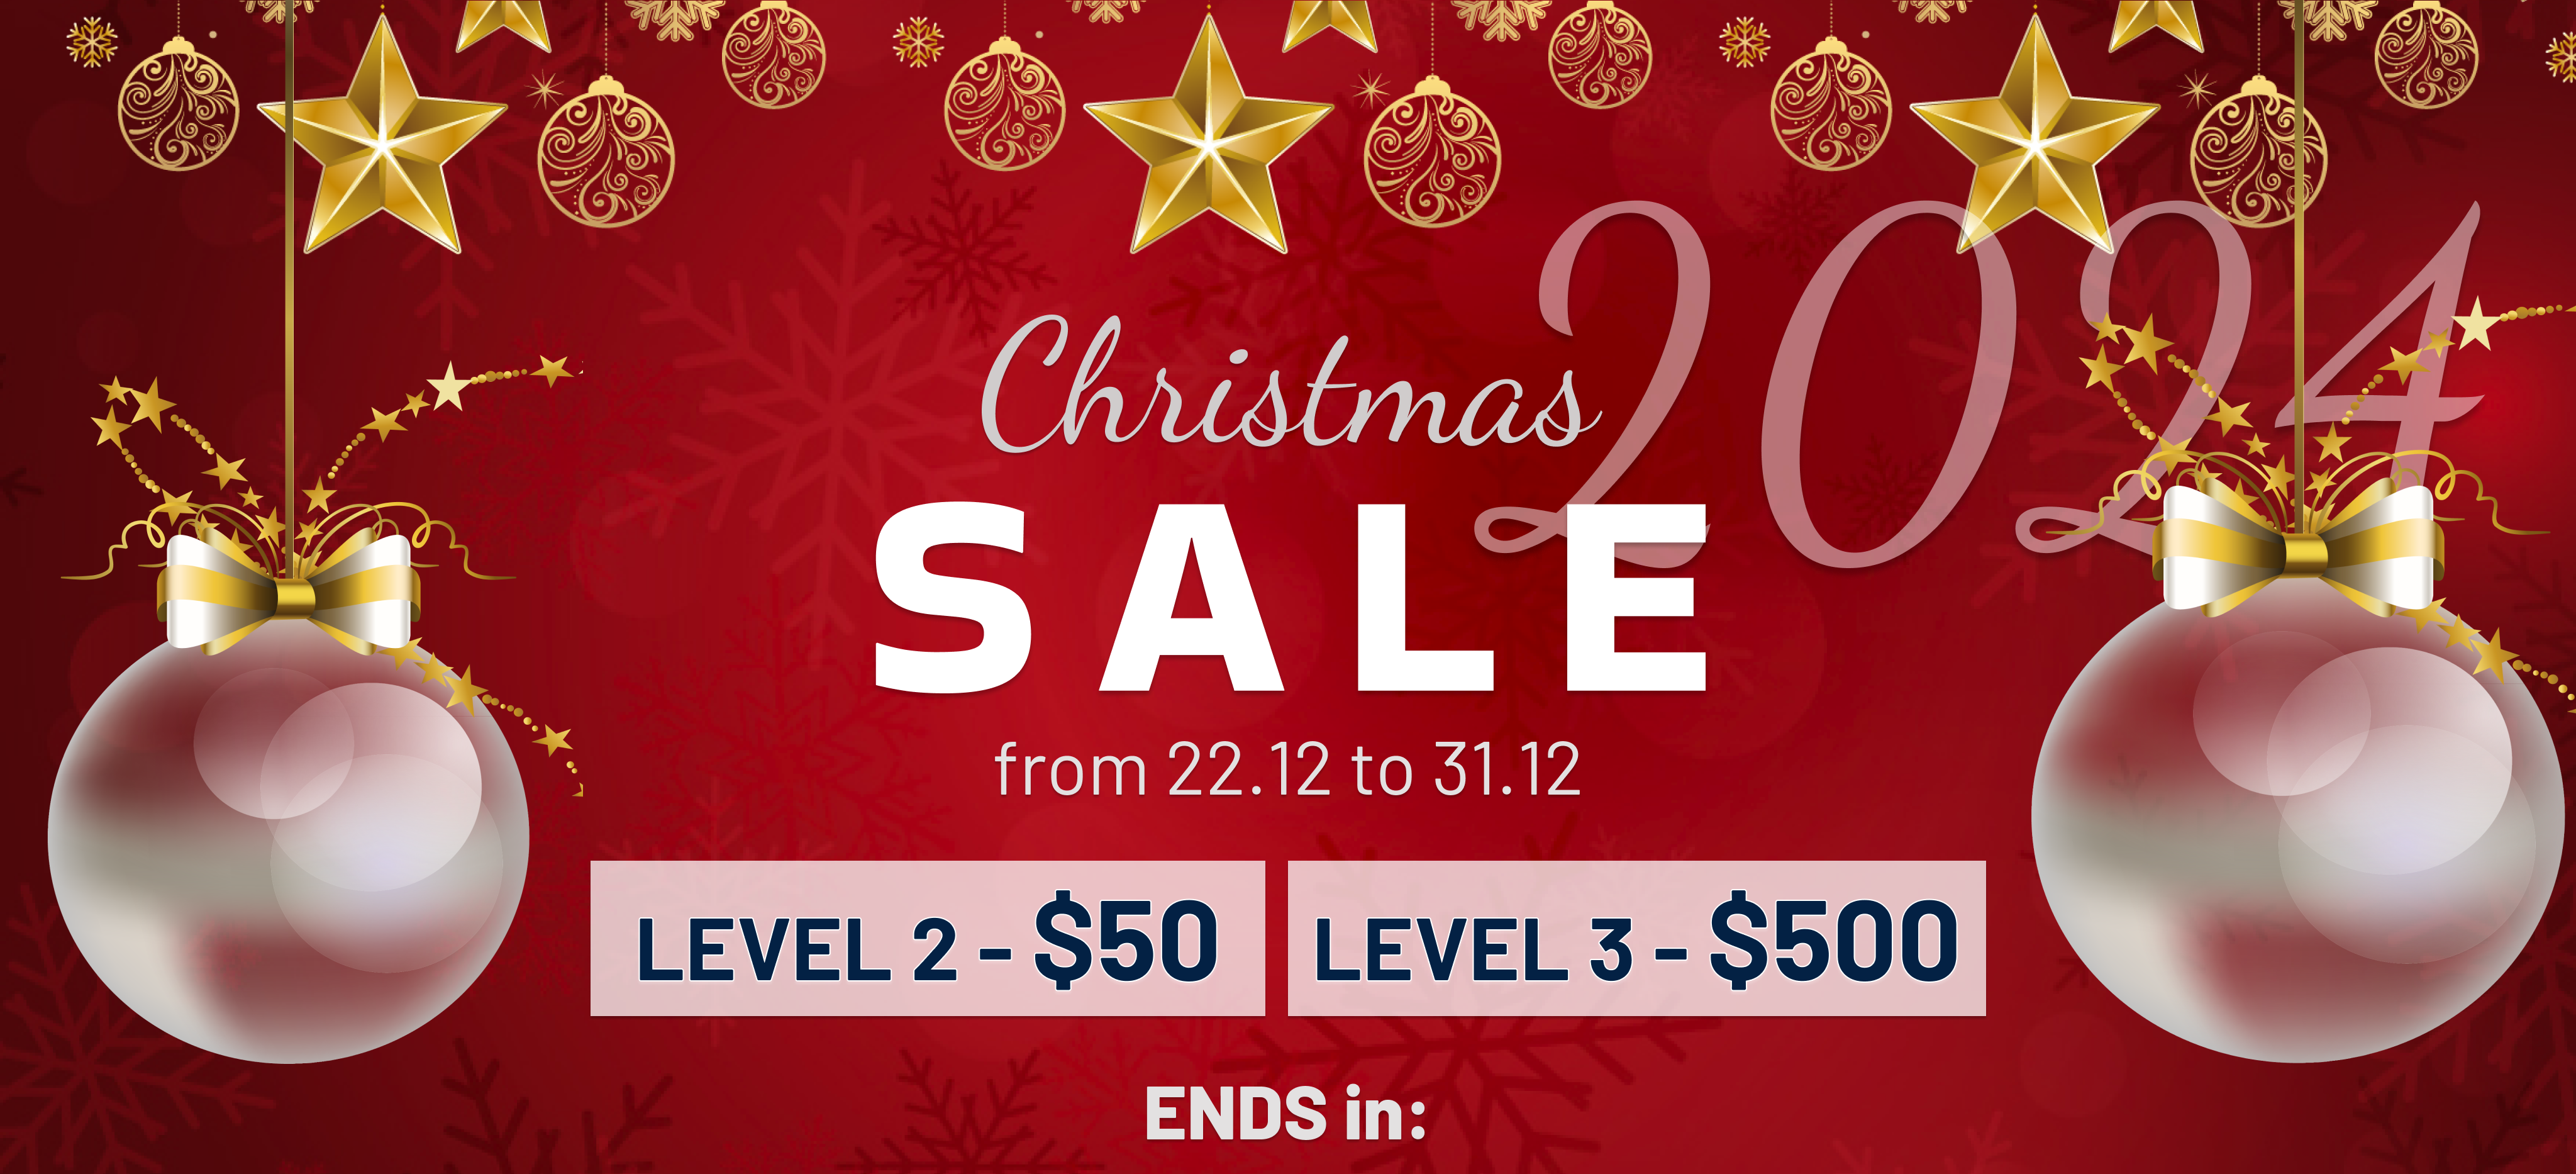 2024
Christmas
SALE
from 22.12 to 31.12
LEVEL 2 - $50
LEVEL 3 - $500
ENDS in: